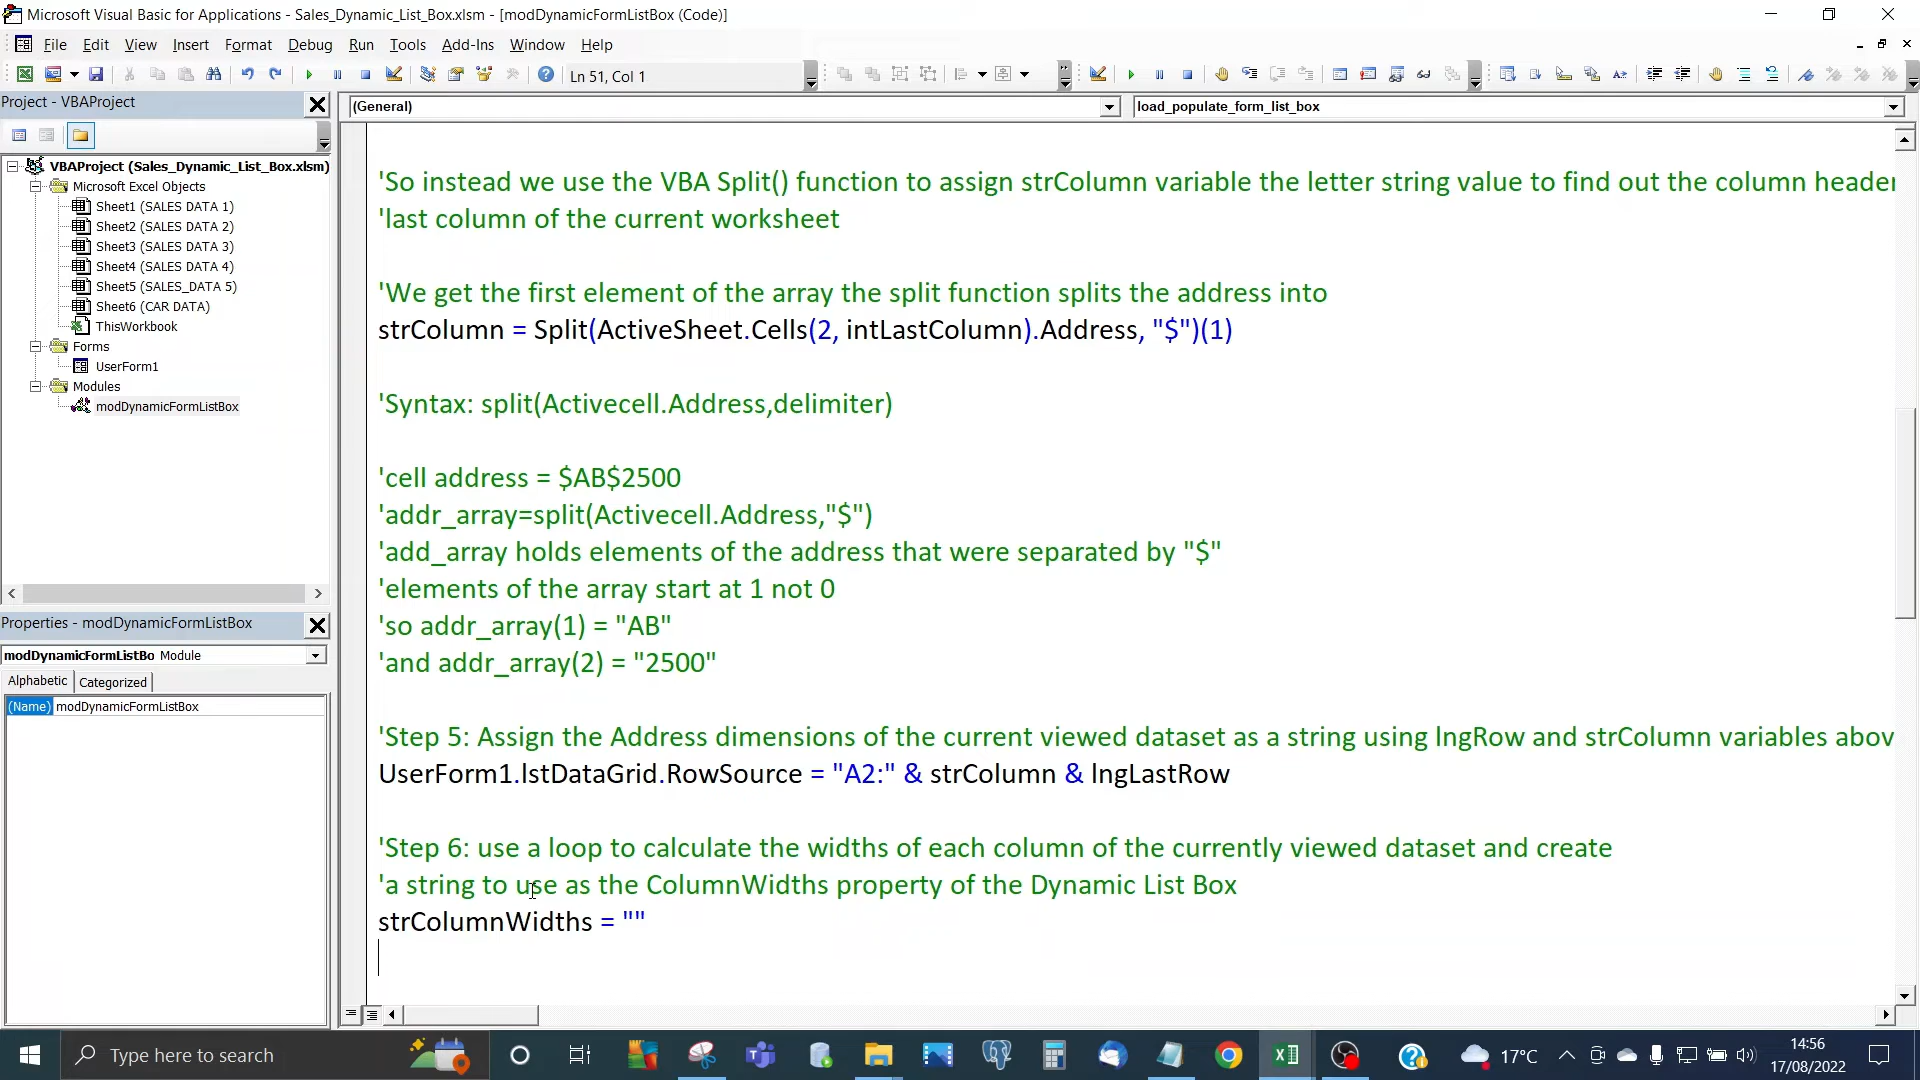 Microsoft Visual Basic for Applications - Sales_Dynamic_List_Box.xlsm - [modDynamicFormListBox (Code)]
File Edit View Insert Format Debug Run Tools Add-Ins Window Help
Ln 51, Col 1
Project - VBAProject
(General)
load_populate_form_list_box
VBAProject (Sales_Dynamic_List_Box.xlsm)
Microsoft Excel Objects
Sheet1 (SALES DATA 1)
Sheet2 (SALES DATA 2)
Sheet3 (SALES DATA 3)
Sheet4 (SALES DATA 4)
Sheet5 (SALES_DATA 5)
Sheet6 (CAR DATA)
ThisWorkbook
Forms
UserForm1
Modules
modDynamicFormListBox
Properties - modDynamicFormListBox
modDynamicFormListBo Module
Alphabetic Categorized
(Name) modDynamicFormListBox
'So instead we use the VBA Split() function to assign strColumn variable the letter string value to find out the column header
'last column of the current worksheet
'We get the first element of the array the split function splits the address into
strColumn = Split(ActiveSheet.Cells(2, intLastColumn).Address, "$")(1)
'Syntax: split(Activecell.Address,delimiter)
'cell address = $AB$2500
'addr_array=split(Activecell.Address,"$")
'add_array holds elements of the address that were separated by "$"
'elements of the array start at 1 not 0
'so addr_array(1) = "AB"
'and addr_array(2) = "2500"
'Step 5: Assign the Address dimensions of the current viewed dataset as a string using lngRow and strColumn variables abov
UserForm1.lstDataGrid.RowSource = "A2:" & strColumn & lngLastRow
'Step 6: use a loop to calculate the widths of each column of the currently viewed dataset and create
'a string to use as the ColumnWidths property of the Dynamic List Box
strColumnWidths = ""
Type here to search
17°C
14:56
17/08/2022